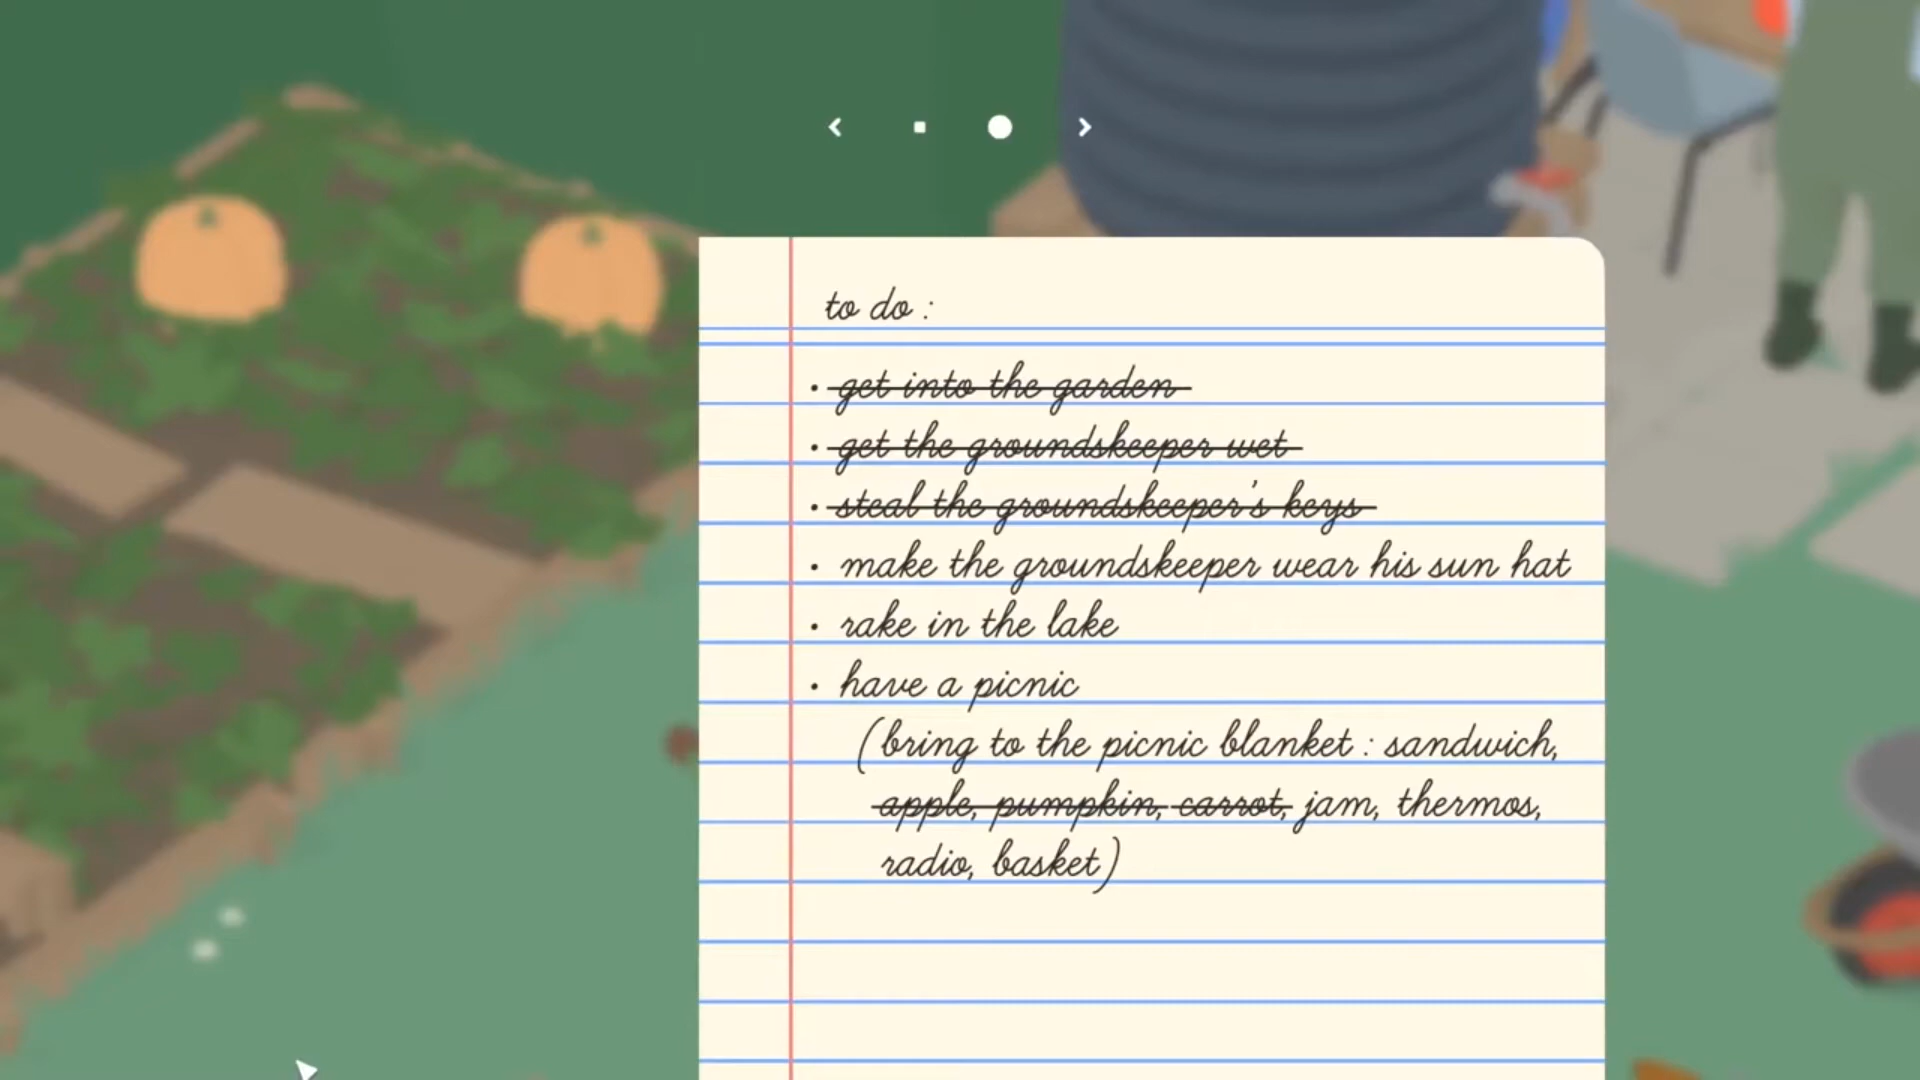 to do :
• get into the garden
• get the groundskeeper wet
• steal the groundskeeper's keys
• make the groundskeeper wear his sun hat
• rake in the lake
• have a picnic
(bring to the picnic blanket : sandwich,
apple, pumpkin, carrot, jam, thermos,
radio, basket)